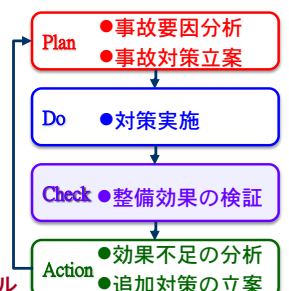 Plan ●事故要因分析
●事故対策立案
Do ●対策実施
Check ●整備効果の検証
Action ●効果不足の分析
●追加対策の立案
ル